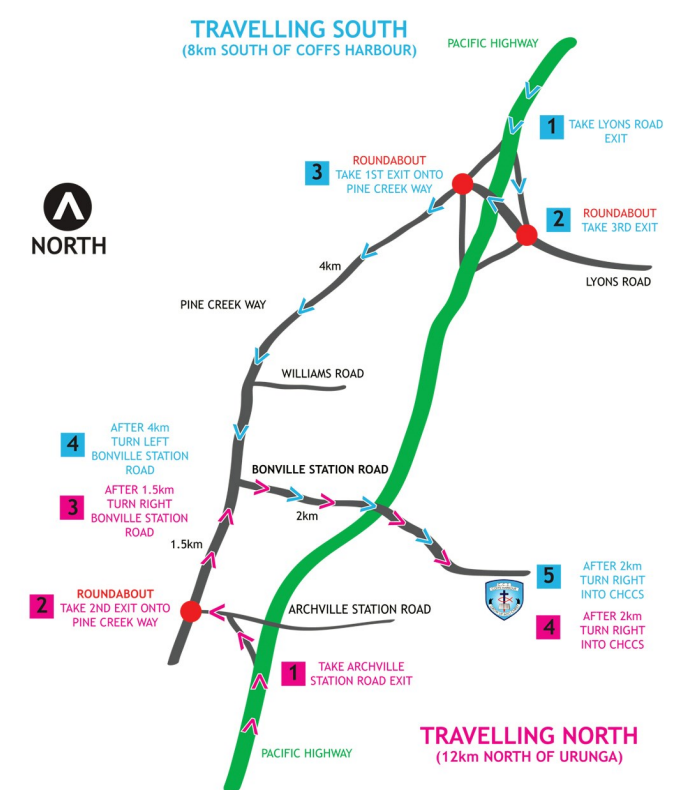 TRAVELLING SOUTH
(8km SOUTH OF COFFS HARBOUR)
PACIFIC HIGHWAY
1
TAKE LYONS ROAD
EXIT
3
ROUNDABOUT
TAKE 1ST EXIT ONTO
PINE CREEK WAY
2
ROUNDABOUT
TAKE 3RD EXIT
NORTH
4km
LYONS ROAD
PINE CREEK WAY
WILLIAMS ROAD
4
AFTER 4km
TURN LEFT
BONVILLE STATION
ROAD
BONVILLE STATION ROAD
3
AFTER 1.5km
TURN RIGHT
BONVILLE STATION
ROAD
2km
1.5km
5
AFTER 2km
TURN RIGHT
INTO CHCCS
2
ROUNDABOUT
TAKE 2ND EXIT ONTO
PINE CREEK WAY
ARCHVILLE STATION ROAD
4
AFTER 2km
TURN RIGHT
INTO CHCCS
1
TAKE ARCHVILLE
STATION ROAD EXIT
TRAVELLING NORTH
(12km NORTH OF URUNGA)
PACIFIC HIGHWAY